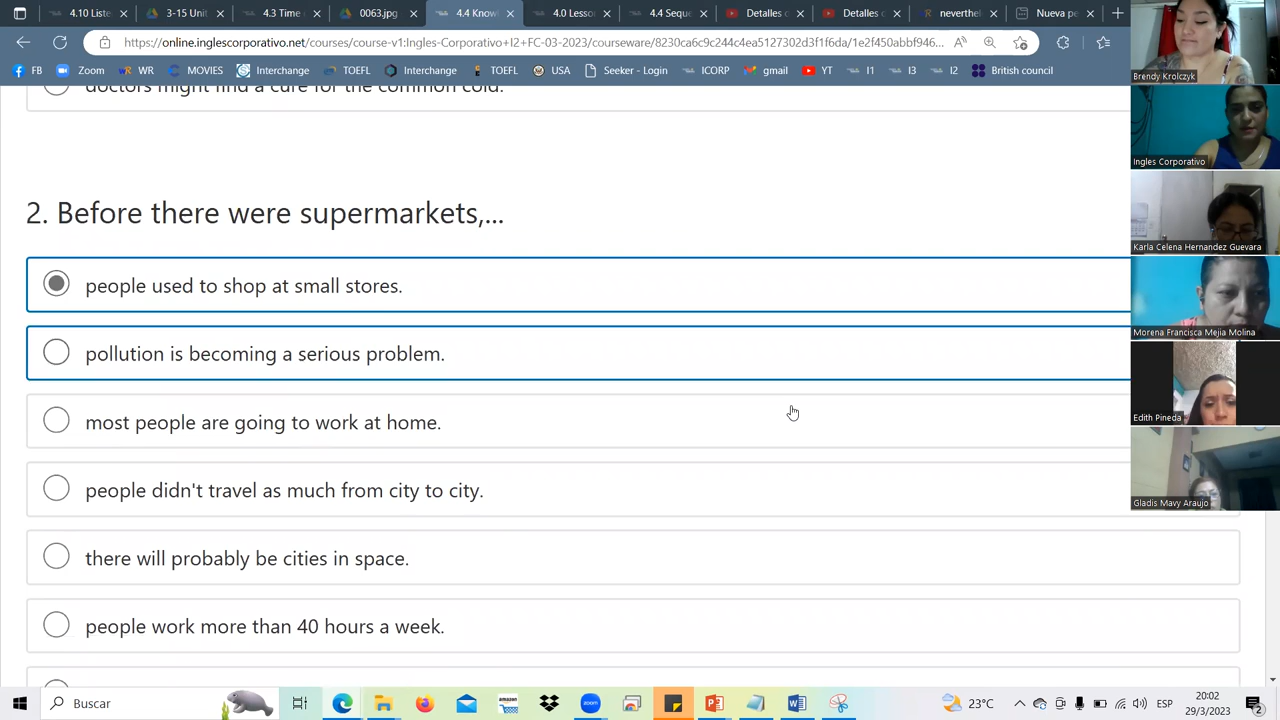 4.10 Listen
3-15 Unit
4.3 Time
0063.jpg
4.4 Know
4.0 Lesso
4.4 Seque
Detalles d
Detalles d
neverthe
Nueva pe
https://online.inglescorporativo.net/courses/course-v1:Ingles-Corporativo+I2+FC-03-2023/courseware/8230ca6c9c244c4ea5127302d3f1f6da/1e2f450abbf946...
FB
Zoom
WR
MOVIES
Interchange
TOEFL
Interchange
TOEFL
USA
Seeker - Login
ICORP
gmail
YT
I1
I3
I2
British council
doctors might find a cure for the common cold.
2. Before there were supermarkets,...
people used to shop at small stores.
pollution is becoming a serious problem.
most people are going to work at home.
people didn't travel as much from city to city.
there will probably be cities in space.
people work more than 40 hours a week.
Brendy Krolczyk
Ingles Corporativo
Karla Celena Hernandez Guevara
Morena Francisca Mejia Molina
Edith Pineda
Gladis Mavy Araujo
Buscar
23°C
ESP
20:02
29/3/2023
2